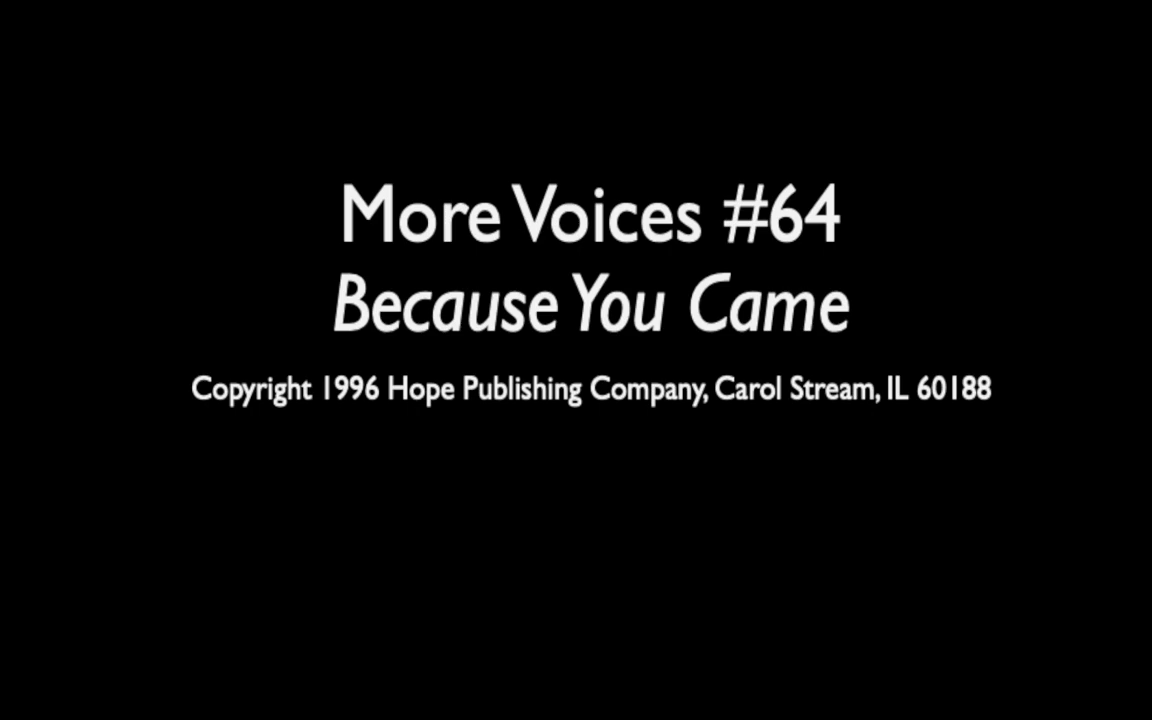 More Voices #64
Because You Came
Copyright 1996 Hope Publishing Company, Carol Stream, IL 60188